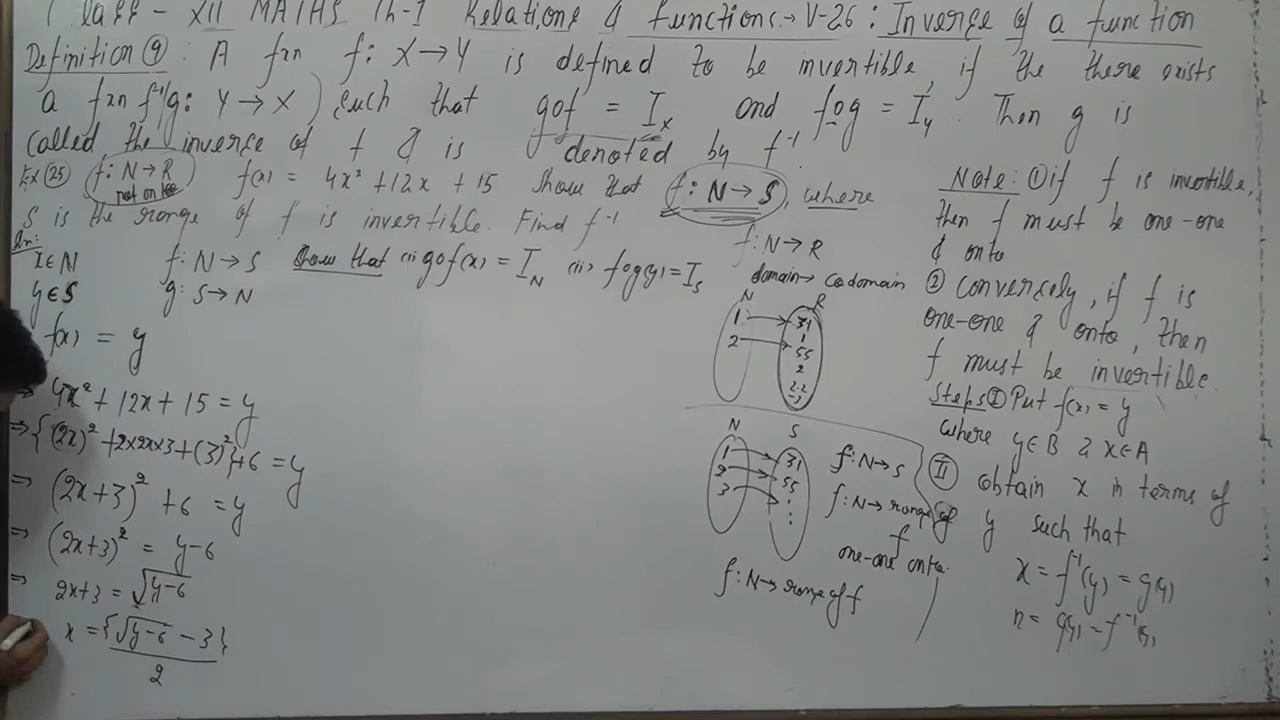 Class - XII MATHS Ch-1 Relations & functions → V-26 : Inverse of a function
Definition ⑨ : A fxn f : X → Y is defined to be invertible, if the there exists
a fxn f⁻¹/g : Y → X ) such that gof = I_X and fog = I_Y. Then g is
called the inverse of f & is denoted by f⁻¹
Ex ㉕ f : N → R f(x) = 4x² + 12x + 15 Show that f : N → S, where
not onto
S is the range of f is invertible. Find f⁻¹
x ∈ N f : N → S Show that (i) gof(x) = I_N (ii) fog(y) = I_S
y ∈ S g : S → N
f(x) = y
⇒ 4x² + 12x + 15 = y
⇒ {(2x)² + 2×2x×3 + (3)²} + 6 = y
⇒ (2x+3)² + 6 = y
⇒ (2x+3)² = y-6
⇒ 2x+3 = √y-6
x = {√y-6 - 3}
2
f : N → R
domain → codomain
N R
1 31
1
2 55
2
N S
1 31
2 55
3 :
f : N → S
f : N → range of
f
one-one onto
f : N → range of f
Note : ① if f is invertible,
then f must be one-one
& onto
② conversely, if f is
one-one & onto, then
f must be invertible.
Steps ① Put f(x) = y
where y ∈ B & x ∈ A
Ⅱ obtain x in terms of
y such that
x = f⁻¹(y) = g(y)